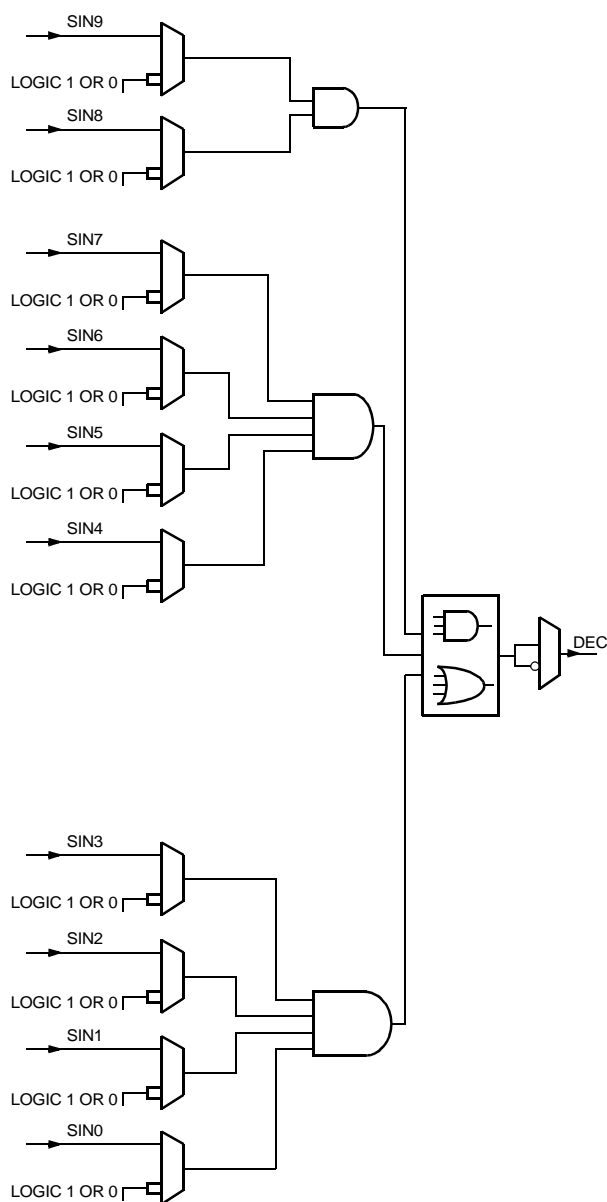 SIN9
LOGIC 1 OR 0
SIN8
LOGIC 1 OR 0
SIN7
LOGIC 1 OR 0
SIN6
LOGIC 1 OR 0
SIN5
LOGIC 1 OR 0
SIN4
LOGIC 1 OR 0
DEC
SIN3
LOGIC 1 OR 0
SIN2
LOGIC 1 OR 0
SIN1
LOGIC 1 OR 0
SIN0
LOGIC 1 OR 0